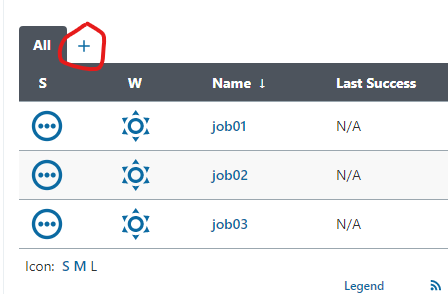 All +
S W Name ↓ Last Success
job01 N/A
job02 N/A
job03 N/A
Icon: S M L
Legend